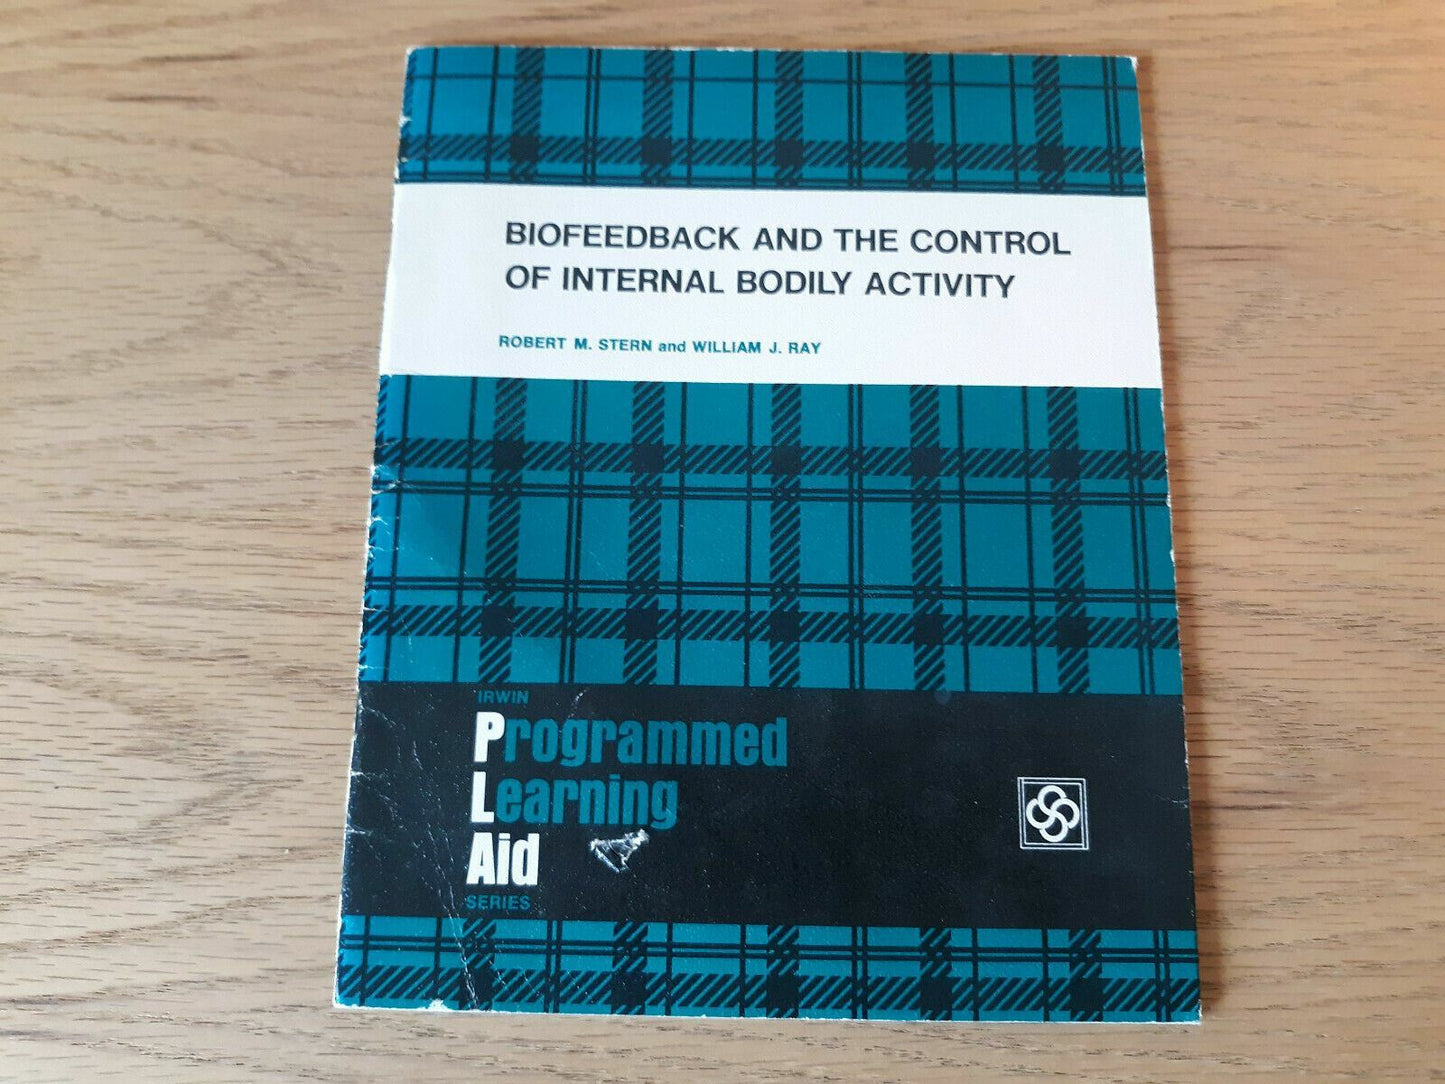 BIOFEEDBACK AND THE CONTROL
OF INTERNAL BODILY ACTIVITY
ROBERT M. STERN and WILLIAM J. RAY
IRWIN
Programmed
Learning
Aid
SERIES